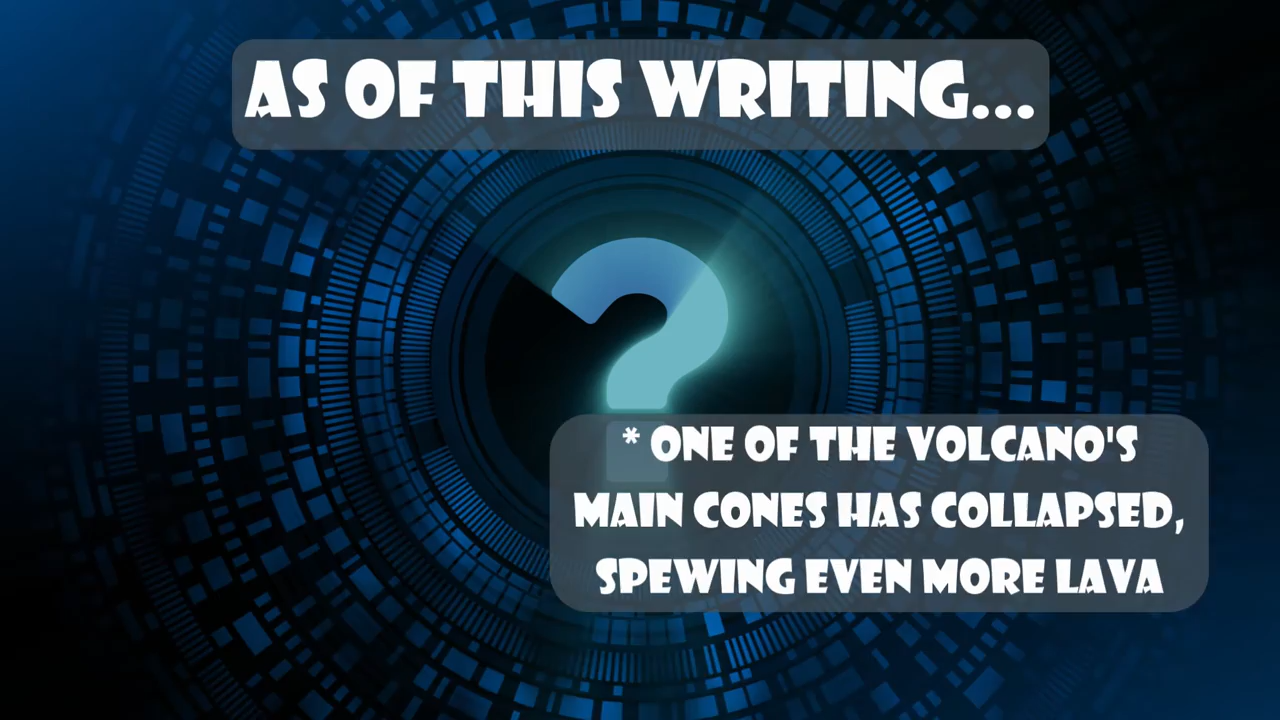 AS OF THIS WRITING...
* ONE OF THE VOLCANO'S
MAIN CONES HAS COLLAPSED,
SPEWING EVEN MORE LAVA